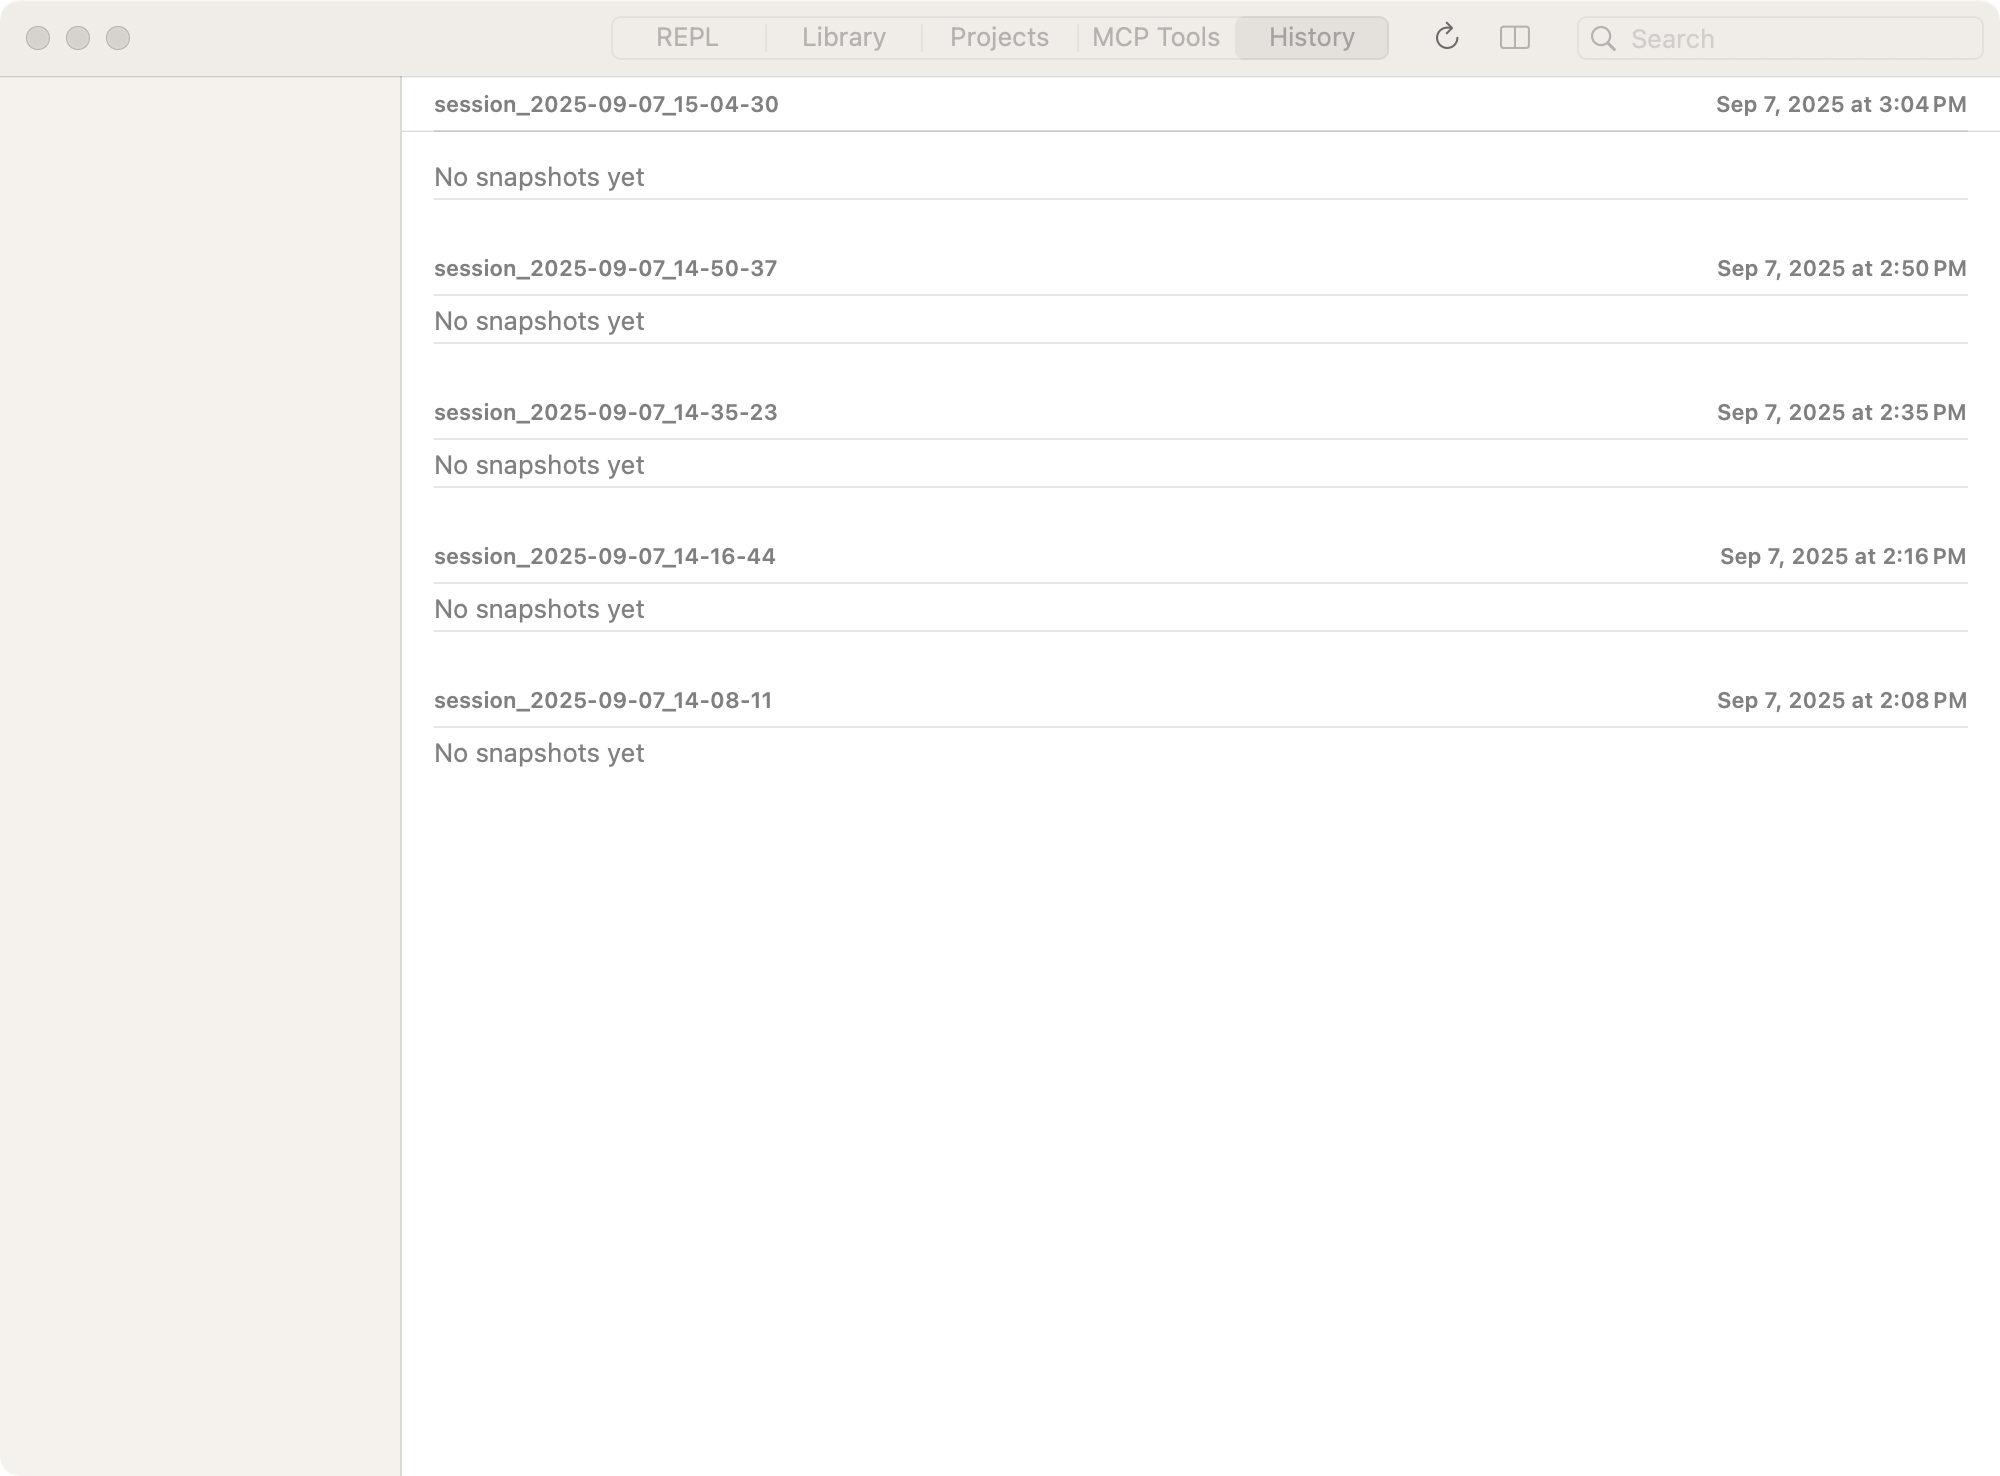 REPL Library Projects MCP Tools History Search
session_2025-09-07_15-04-30 Sep 7, 2025 at 3:04 PM
No snapshots yet
session_2025-09-07_14-50-37 Sep 7, 2025 at 2:50 PM
No snapshots yet
session_2025-09-07_14-35-23 Sep 7, 2025 at 2:35 PM
No snapshots yet
session_2025-09-07_14-16-44 Sep 7, 2025 at 2:16 PM
No snapshots yet
session_2025-09-07_14-08-11 Sep 7, 2025 at 2:08 PM
No snapshots yet